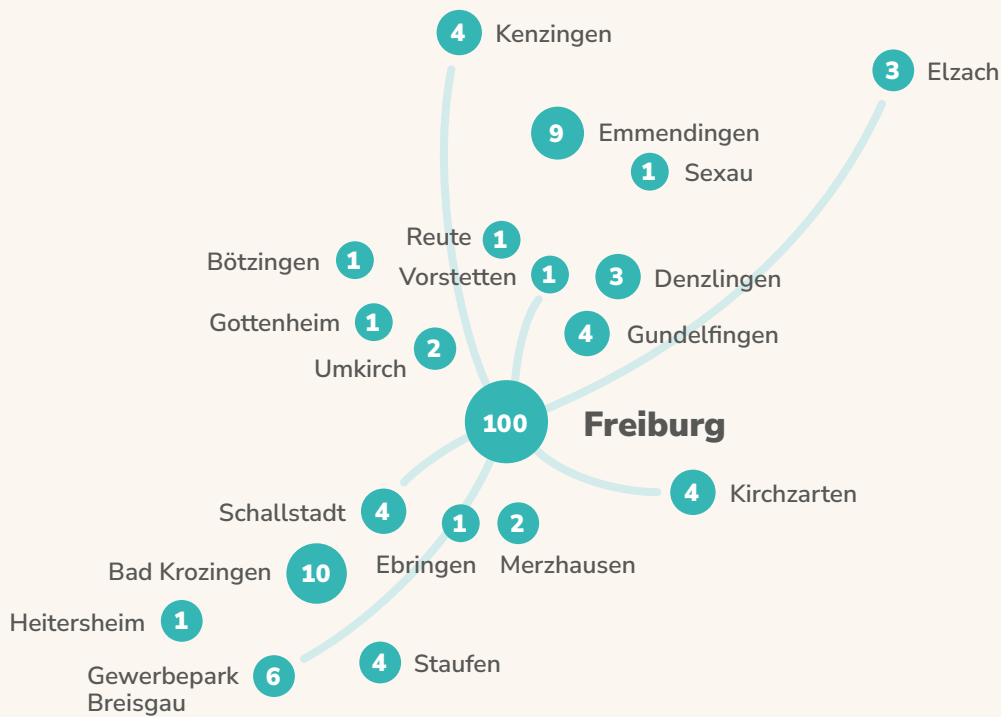 4 Kenzingen
3 Elzach
9 Emmendingen
1 Sexau
Reute 1
Bötzingen 1
Vorstetten 1
3 Denzlingen
Gottenheim 1
4 Gundelfingen
2
Umkirch
100 Freiburg
4 Kirchzarten
Schallstadt 4
1
Ebringen
2
Merzhausen
Bad Krozingen 10
Heitersheim 1
4 Staufen
Gewerbepark 6
Breisgau